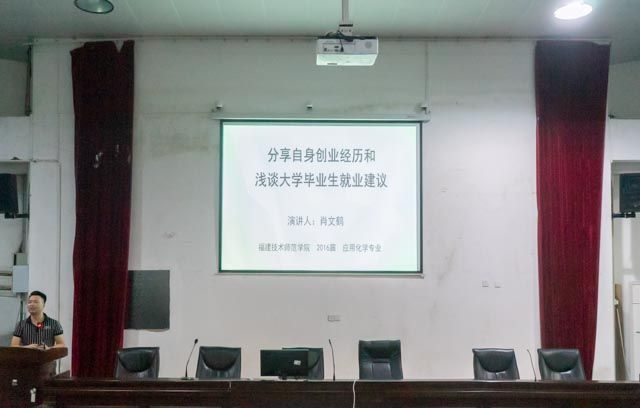 分享自身创业经历和
浅谈大学毕业生就业建议
演讲人：肖文鹤
福建技术师范学院 2016届 应用化学专业